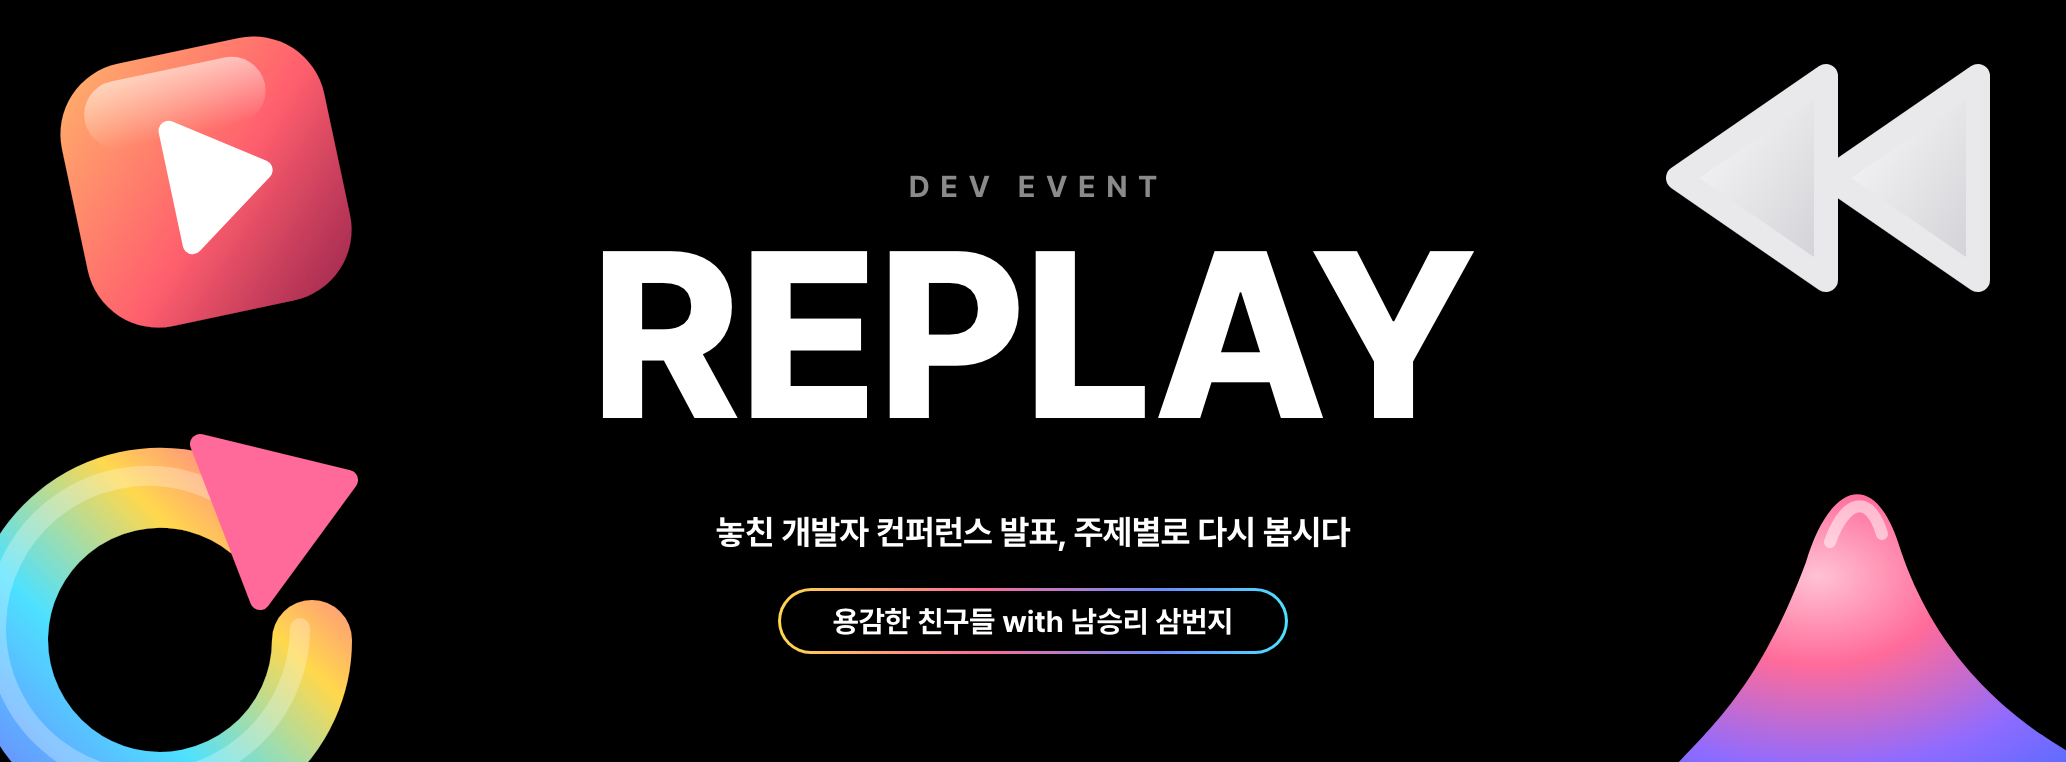 DEV EVENT
REPLAY
놓친 개발자 컨퍼런스 발표, 주제별로 다시 봅시다
용감한 친구들 with 남승리 삼번지